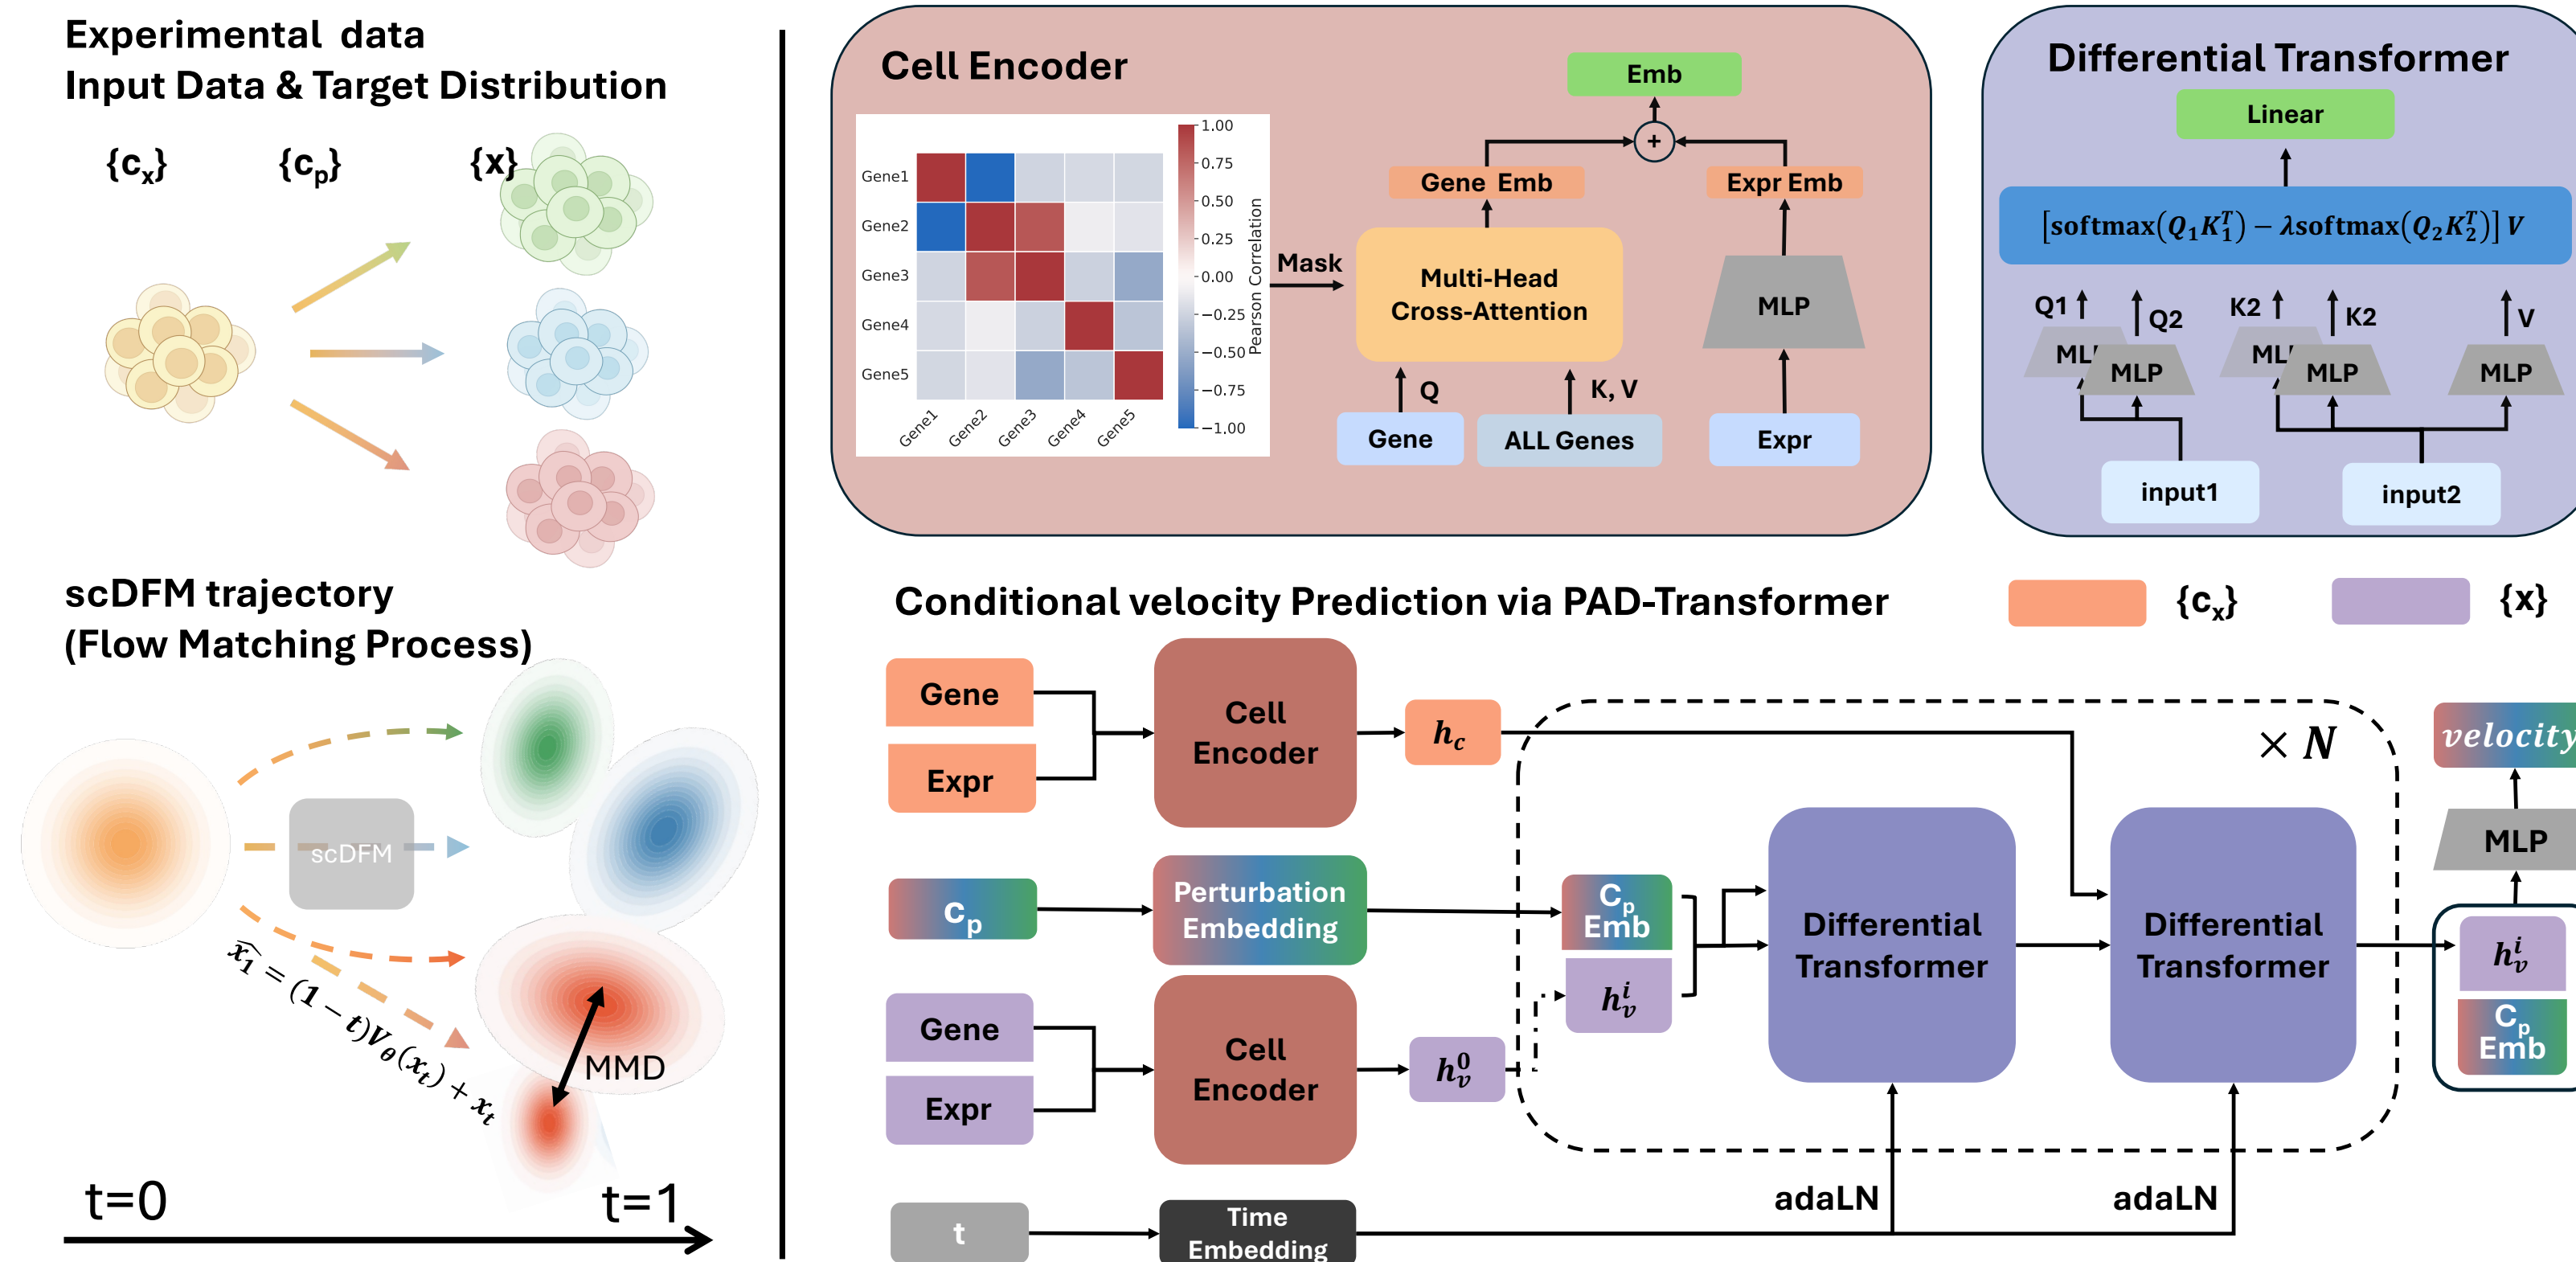 Experimental data
Input Data & Target Distribution
{cx}
{cp}
{x}
scDFM trajectory
(Flow Matching Process)
scDFM
x̂₁ = (1 − t)Vθ(xt) + xt
MMD
t=0
t=1
Cell Encoder
Emb
+
Gene Emb
Expr Emb
Multi-Head
Cross-Attention
MLP
Mask
Q
K, V
Gene
ALL Genes
Expr
Gene1
Gene2
Gene3
Gene4
Gene5
Gene1
Gene2
Gene3
Gene4
Gene5
1.00
0.75
0.50
0.25
0.00
−0.25
−0.50
−0.75
−1.00
Pearson Correlation
Differential Transformer
Linear
[softmax(Q₁K₁ᵀ) − λsoftmax(Q₂K₂ᵀ)] V
Q1
Q2
K2
K2
V
MLP
MLP
MLP
input1
input2
Conditional velocity Prediction via PAD-Transformer
{cx}
{x}
Gene
Expr
Cell
Encoder
hc
× N
cp
Perturbation
Embedding
Cp
Emb
hvⁱ
Gene
Expr
Cell
Encoder
hv⁰
Differential
Transformer
Differential
Transformer
velocity
MLP
hvⁱ
Cp
Emb
adaLN
adaLN
t
Time
Embedding